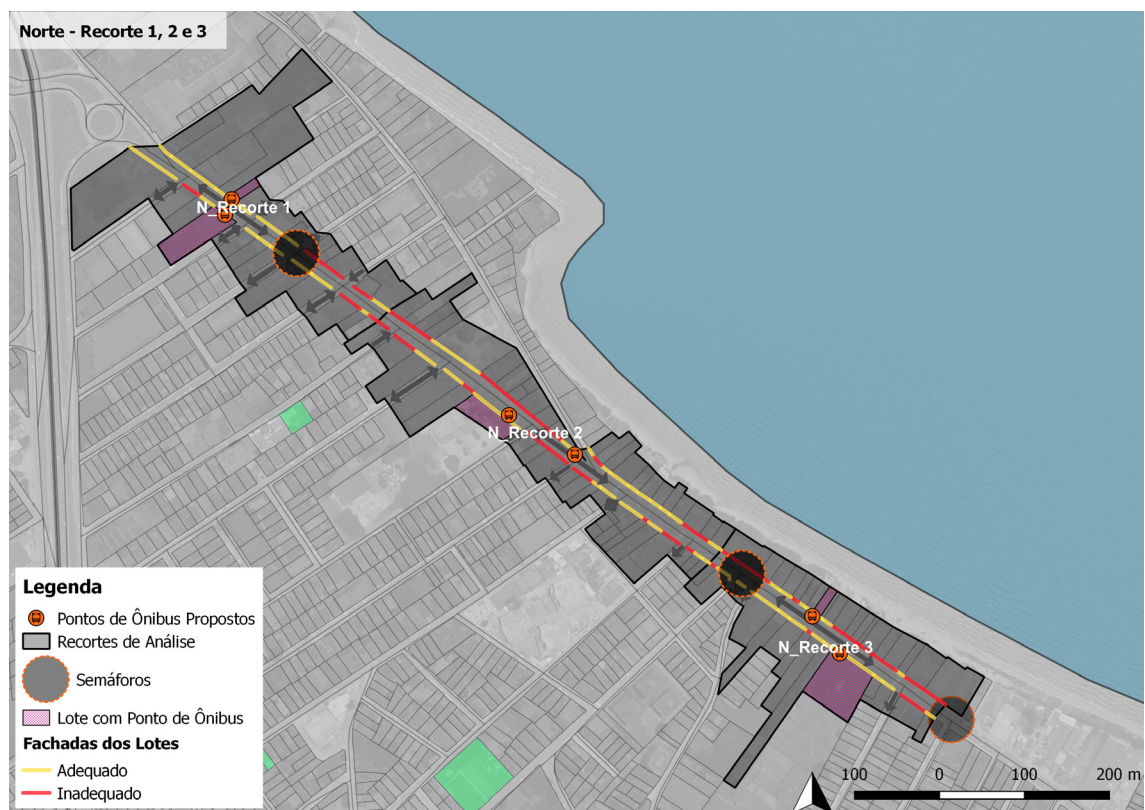 Norte - Recorte 1, 2 e 3
N_Recorte 1
N_Recorte 2
N_Recorte 3
Legenda
Pontos de Ônibus Propostos
Recortes de Análise
Semáforos
Lote com Ponto de Ônibus
Fachadas dos Lotes
Adequado
Inadequado
100 0 100 200 m